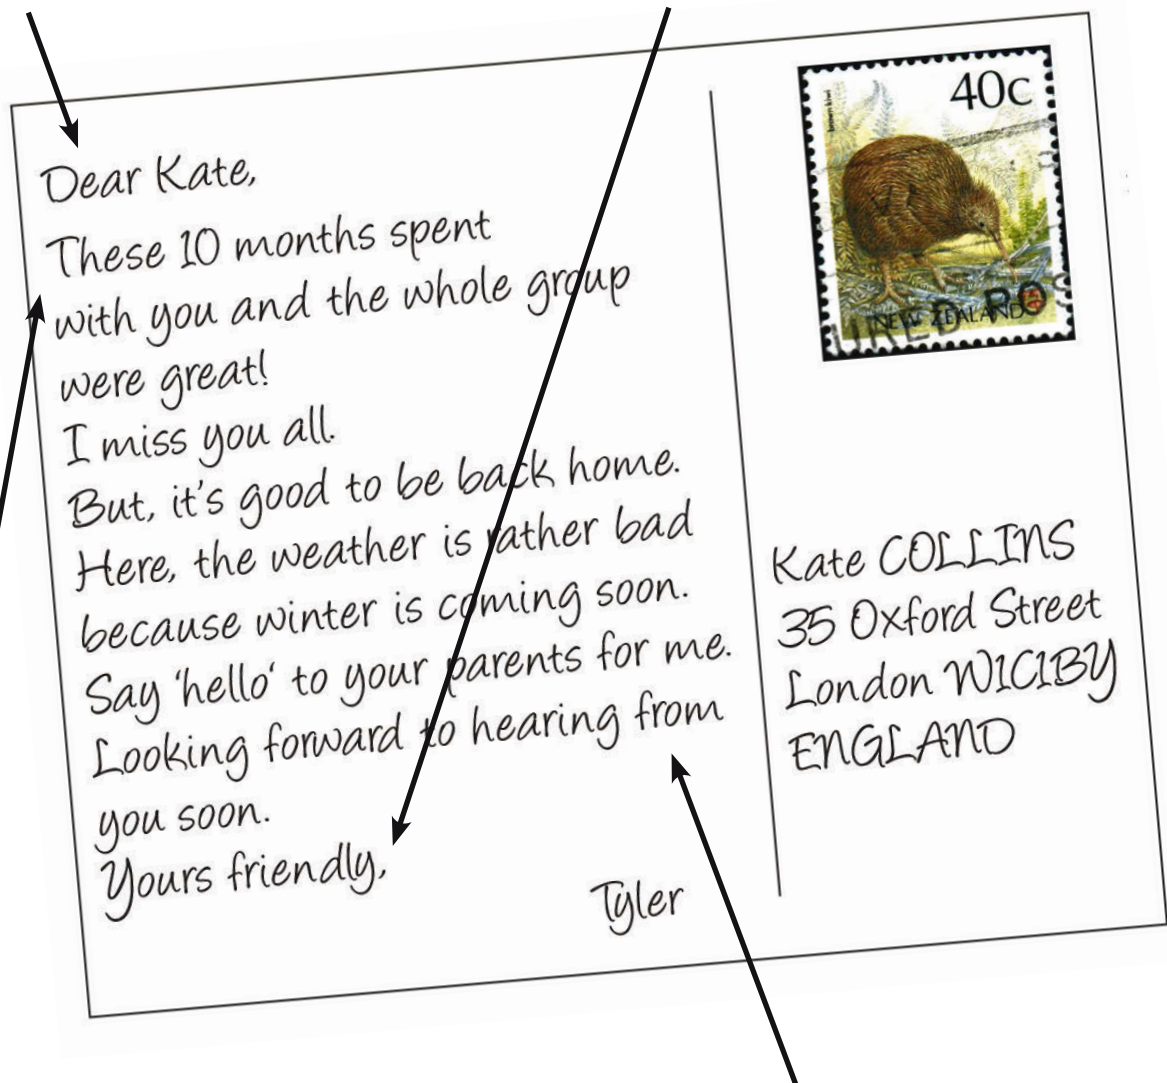 Dear Kate,
These 10 months spent
with you and the whole group
were great!
I miss you all.
But, it's good to be back home.
Here, the weather is rather bad
because winter is coming soon.
Say 'hello' to your parents for me.
Looking forward to hearing from
you soon.
Yours friendly,
Tyler
40c
brown kiwi
NEW ZEALAND
Kate COLLINS
35 Oxford Street
London W1C1BY
ENGLAND